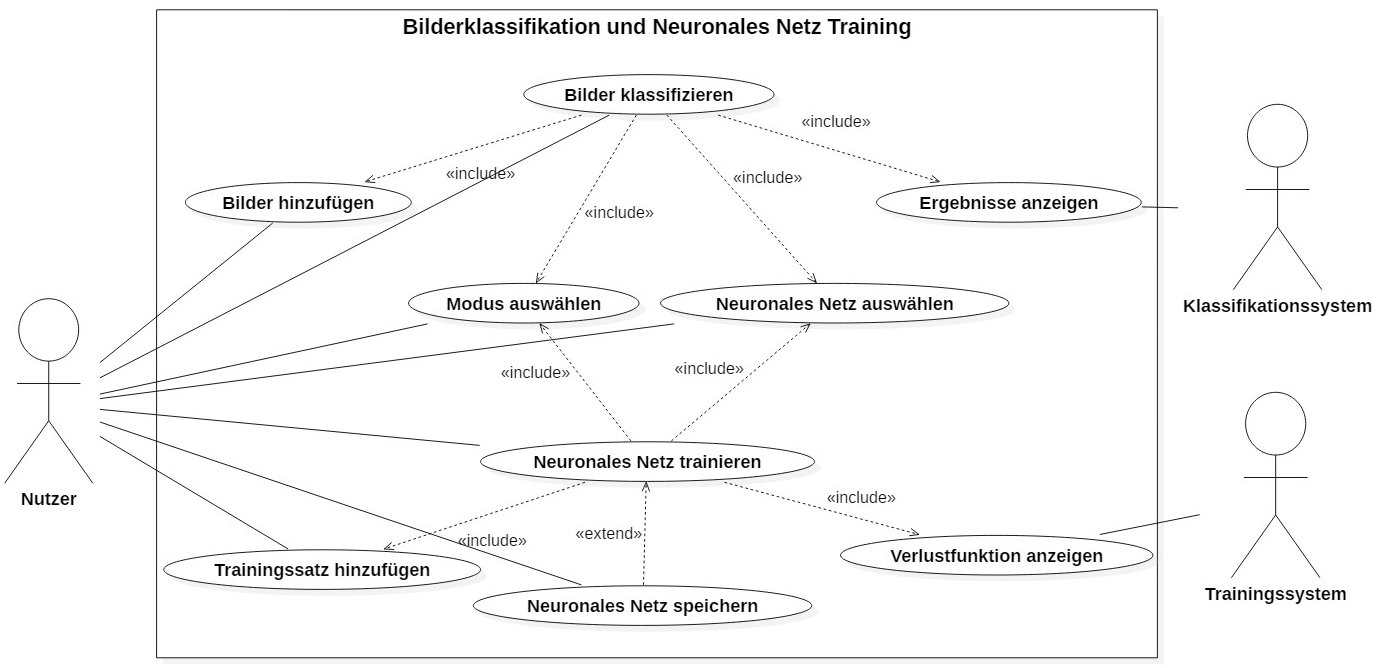 Bilderklassifikation und Neuronales Netz Training
Bilder klassifizieren
«include»
«include»
«include»
Bilder hinzufügen
Ergebnisse anzeigen
«include»
Modus auswählen
Neuronales Netz auswählen
Klassifikationssystem
«include»
«include»
Neuronales Netz trainieren
Nutzer
«include»
«extend»
«include»
Verlustfunktion anzeigen
Trainingssatz hinzufügen
Trainingssystem
Neuronales Netz speichern